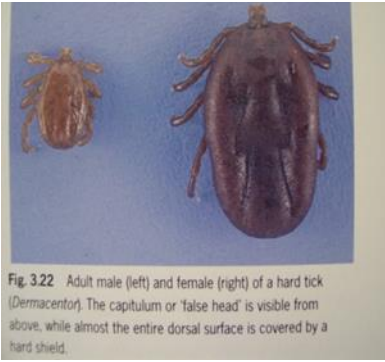 Fig. 3.22 Adult male (left) and female (right) of a hard tick
(Dermacentor). The capitulum or 'false head' is visible from
above, while almost the entire dorsal surface is covered by a
hard shield.